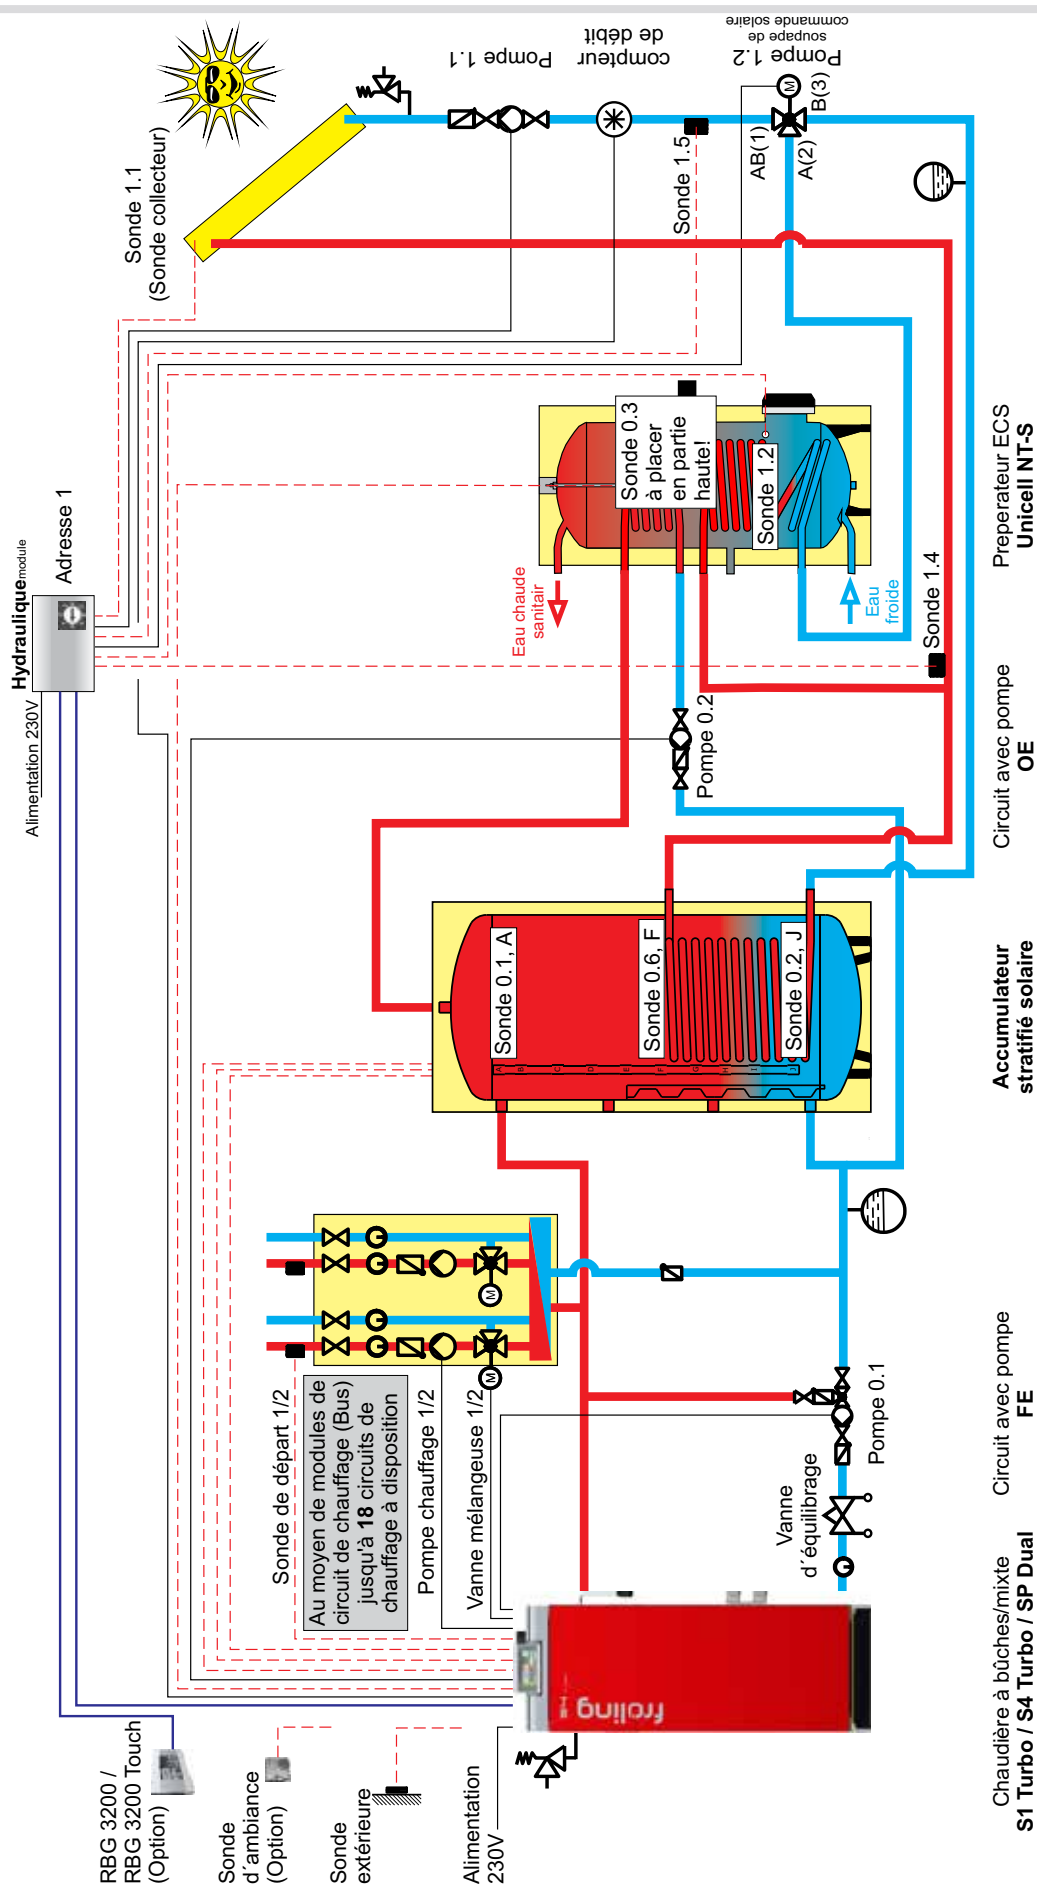 RBG 3200 /
RBG 3200 Touch
(Option)
Sonde
d´ambiance
(Option)
Sonde
extérieure
Alimentation
230V
Sonde de départ 1/2
Au moyen de modules de
circuit de chauffage (Bus)
jusqu'à 18 circuits de
chauffage à disposition
Pompe chauffage 1/2
Vanne mélangeuse 1/2
M
M
froling
Vanne
d´équilibrage
Pompe 0.1
Chaudière à bûches/mixte
S1 Turbo / S4 Turbo / SP Dual
Circuit avec pompe
FE
Sonde 0.1, A
Sonde 0.6, F
Sonde 0.2, J
A
B
C
D
E
F
G
H
I
J
Accumulateur
stratifié solaire
Alimentation 230V
Hydrauliquemodule
Adresse 1
Pompe 0.2
Circuit avec pompe
OE
Eau chaude
sanitair
Sonde 0.3
à placer
en partie
haute!
Sonde 1.2
Eau
froide
Sonde 1.4
Preperateur ECS
Unicell NT-S
Sonde 1.1
(Sonde collecteur)
Pompe 1.1
compteur
de débit
Sonde 1.5
Pompe 1.2
soupape de
commande solaire
M
AB(1)
A(2)
B(3)